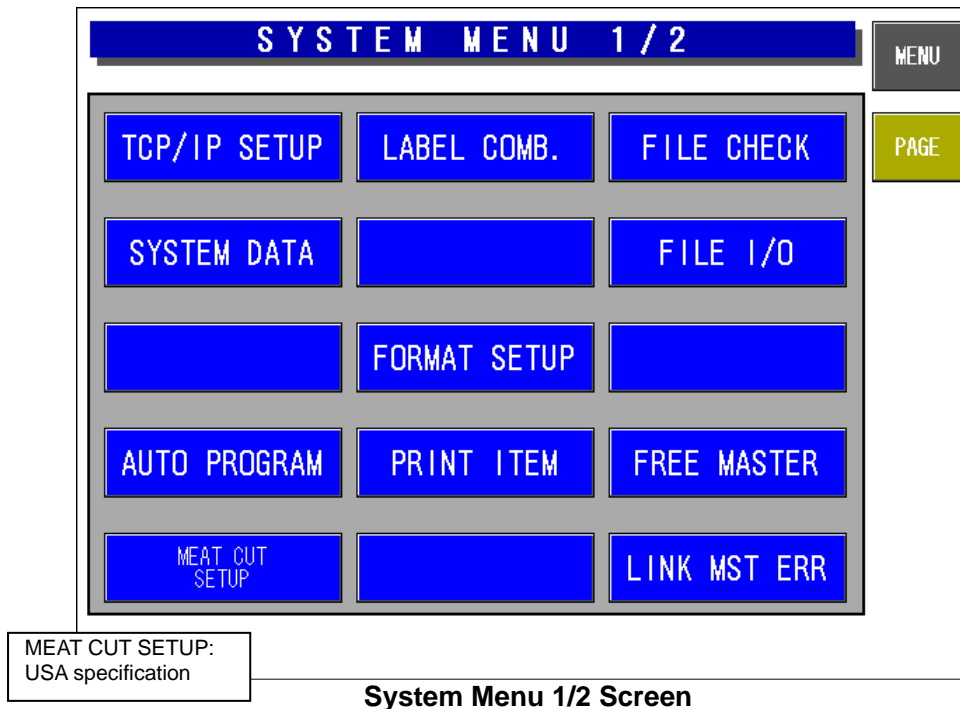 SYSTEM MENU 1/2
MENU
PAGE
TCP/IP SETUP
LABEL COMB.
FILE CHECK
SYSTEM DATA
FILE I/O
FORMAT SETUP
AUTO PROGRAM
PRINT ITEM
FREE MASTER
MEAT CUT
SETUP
LINK MST ERR
MEAT CUT SETUP:
USA specification
System Menu 1/2 Screen